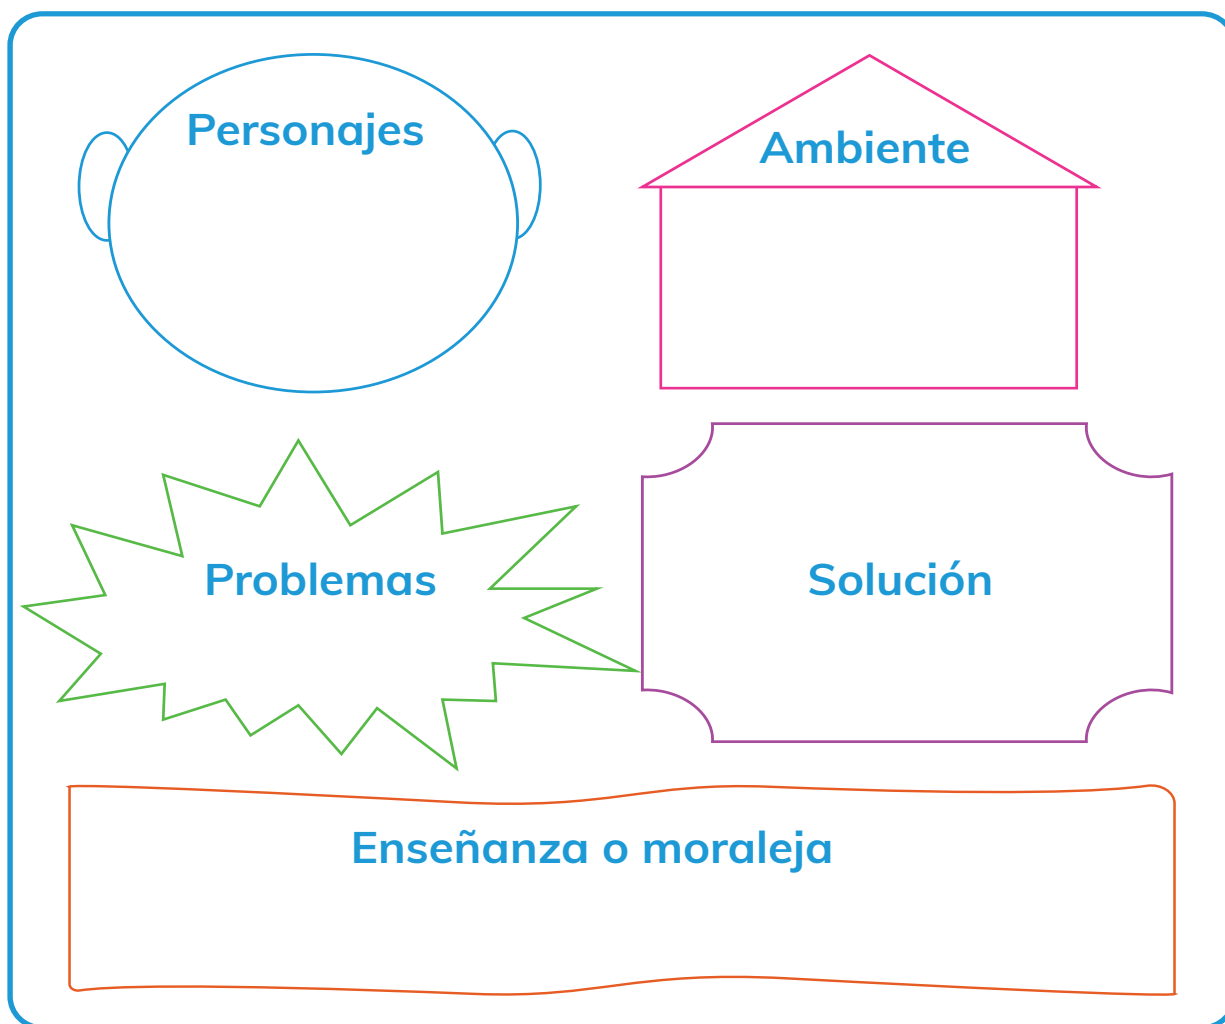 Personajes
Ambiente
Problemas
Solución
Enseñanza o moraleja